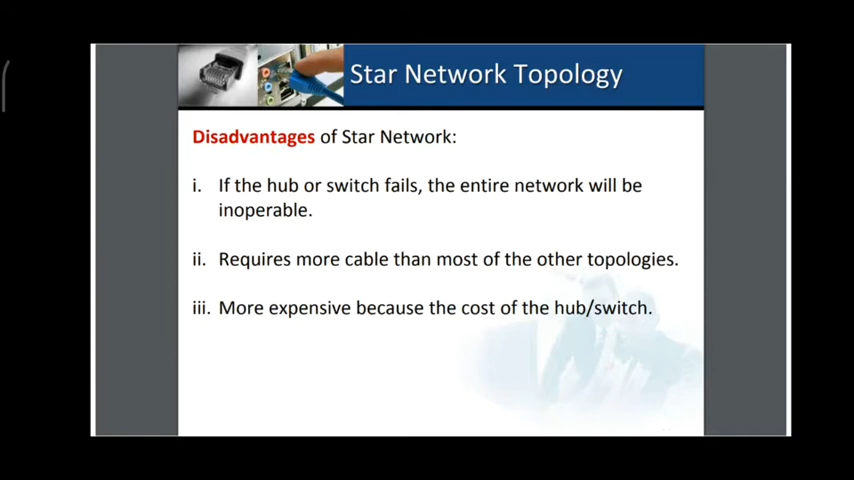 Star Network Topology
Disadvantages of Star Network:
i. If the hub or switch fails, the entire network will be
inoperable.
ii. Requires more cable than most of the other topologies.
iii. More expensive because the cost of the hub/switch.